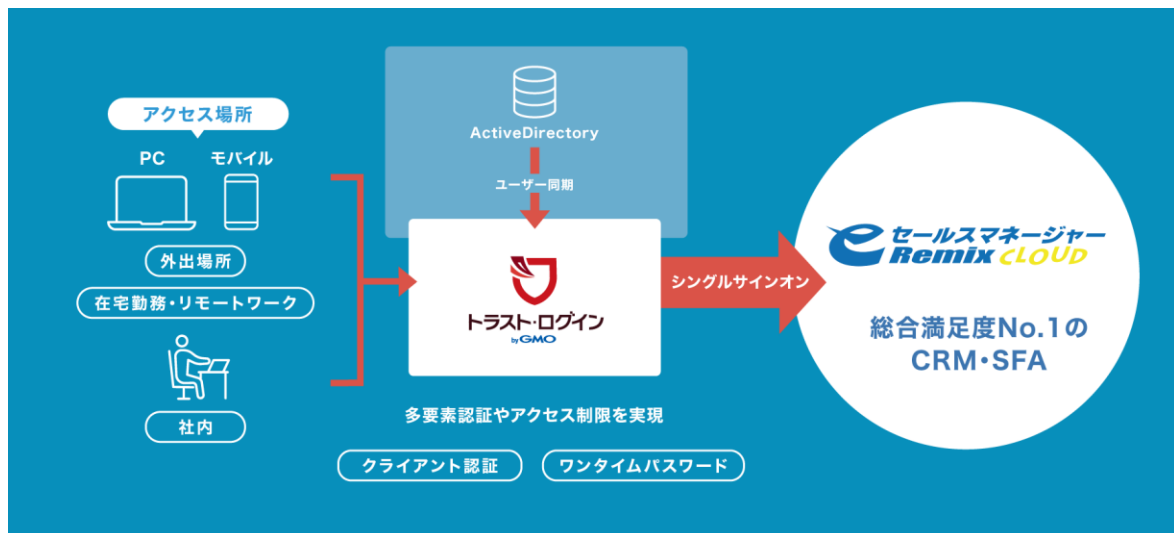 アクセス場所
PC
モバイル
外出場所
在宅勤務・リモートワーク
社内
ActiveDirectory
ユーザー同期
トラスト・ログイン
by GMO
多要素認証やアクセス制限を実現
クライアント認証
ワンタイムパスワード
シングルサインオン
eセールスマネージャー
Remix CLOUD
総合満足度No.1の
CRM・SFA